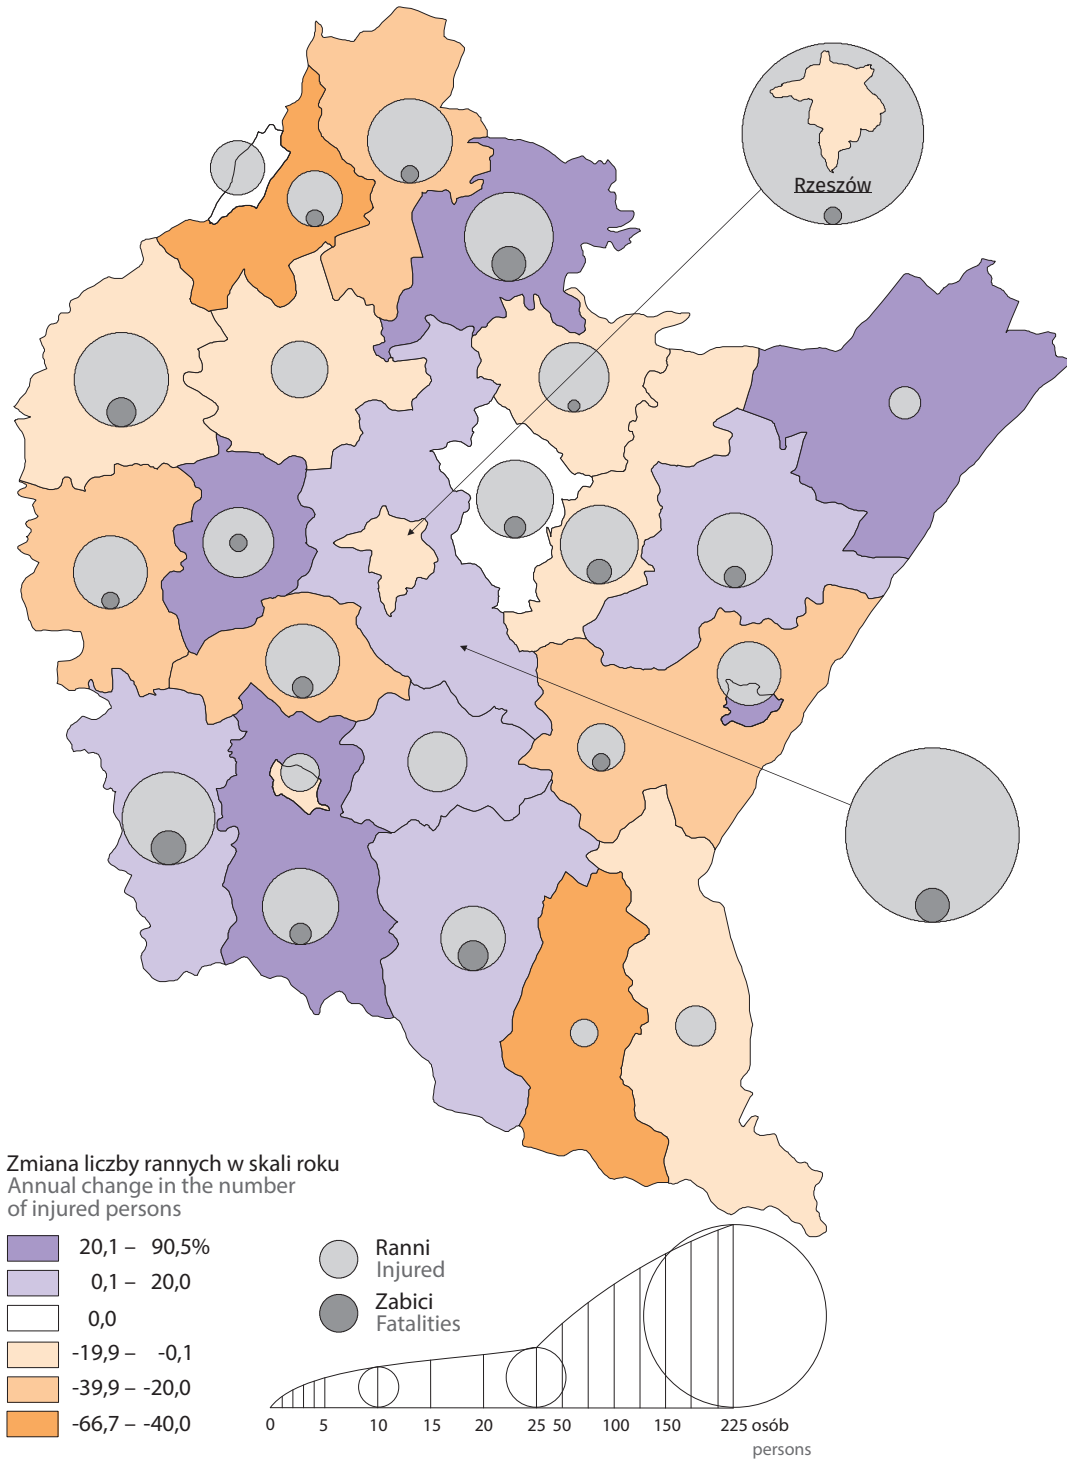 Rzeszów
Zmiana liczby rannych w skali roku
Annual change in the number
of injured persons
20,1 – 90,5%
0,1 – 20,0
0,0
-19,9 – -0,1
-39,9 – -20,0
-66,7 – -40,0
Ranni
Injured
Zabici
Fatalities
0 5 10 15 20 25 50 100 150 225 osób
persons